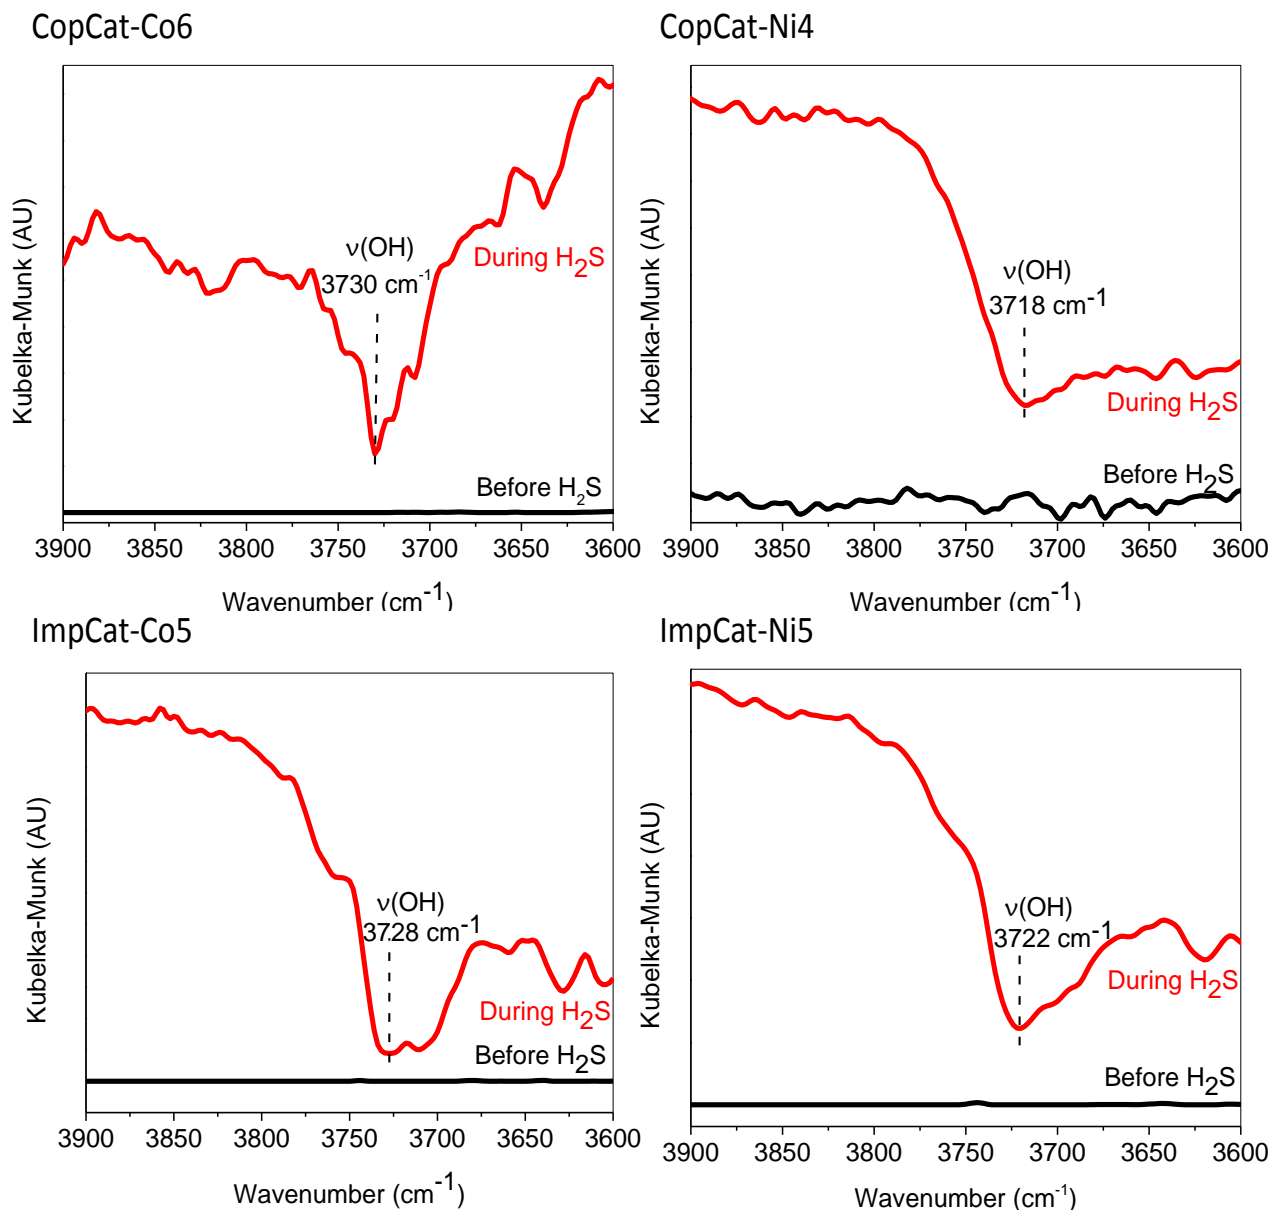 CopCat-Co6
Kubelka-Munk (AU)
ν(OH)
3730 cm⁻¹
During H₂S
Before H₂S
3900 3850 3800 3750 3700 3650 3600
Wavenumber (cm⁻¹)
CopCat-Ni4
Kubelka-Munk (AU)
ν(OH)
3718 cm⁻¹
During H₂S
Before H₂S
3900 3850 3800 3750 3700 3650 3600
Wavenumber (cm⁻¹)
ImpCat-Co5
Kubelka-Munk (AU)
ν(OH)
3728 cm⁻¹
During H₂S
Before H₂S
3900 3850 3800 3750 3700 3650 3600
Wavenumber (cm⁻¹)
ImpCat-Ni5
Kubelka-Munk (AU)
ν(OH)
3722 cm⁻¹
During H₂S
Before H₂S
3900 3850 3800 3750 3700 3650 3600
Wavenumber (cm⁻¹)